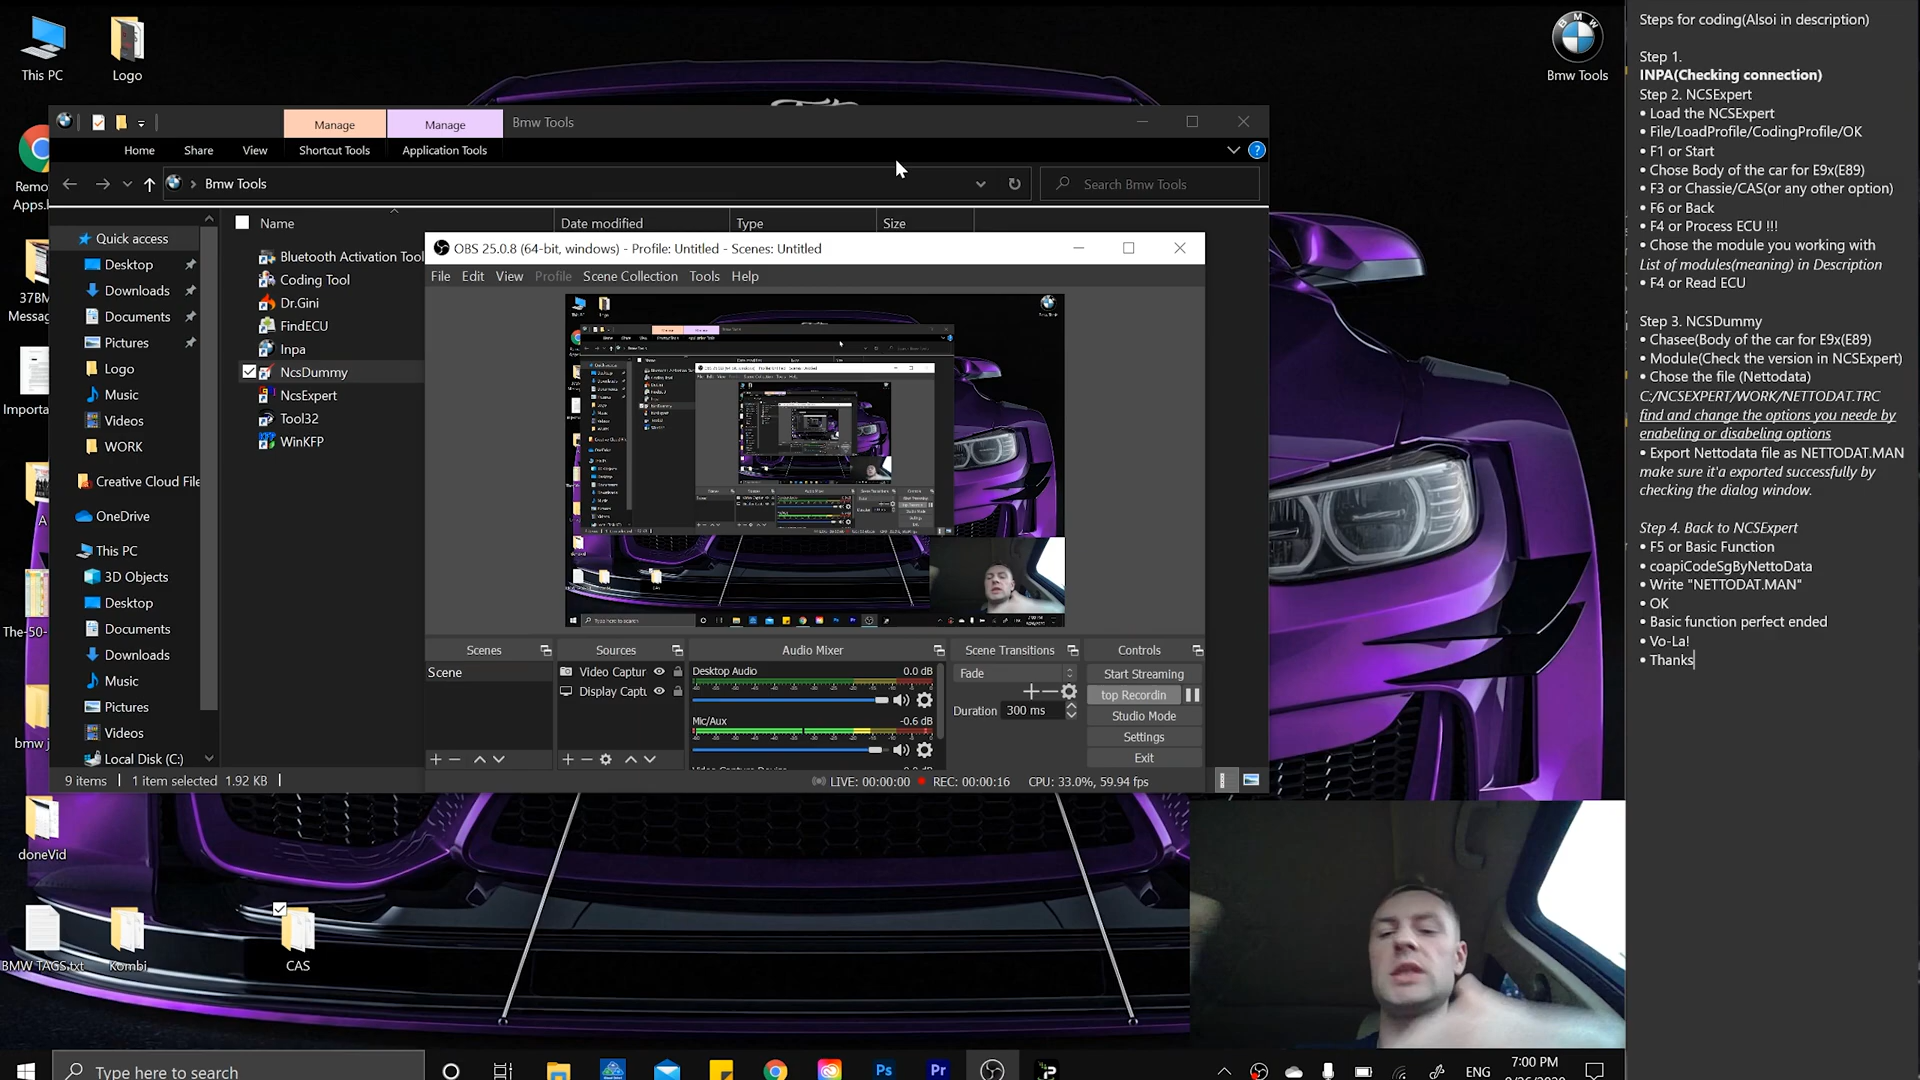 This PC
Logo
Bmw Tools
Remo
Apps.
37BM
Messag
Importa
A
The-50-
bmw j
doneVid
BMW TAGS.txt
Kombi
CAS
Manage
Manage
Bmw Tools
Home
Share
View
Shortcut Tools
Application Tools
Bmw Tools
Search Bmw Tools
Name
Date modified
Type
Size
Quick access
Desktop
Downloads
Documents
Pictures
Logo
Music
Videos
WORK
Creative Cloud File
OneDrive
This PC
3D Objects
Desktop
Documents
Downloads
Music
Pictures
Videos
Local Disk (C:)
Bluetooth Activation Tool
Coding Tool
Dr.Gini
FindECU
Inpa
NcsDummy
NcsExpert
Tool32
WinKFP
9 items
1 item selected 1.92 KB
OBS 25.0.8 (64-bit, windows) - Profile: Untitled - Scenes: Untitled
File
Edit
View
Profile
Scene Collection
Tools
Help
Scenes
Sources
Audio Mixer
Scene Transitions
Controls
Scene
Video Captur
Display Captu
Desktop Audio
0.0 dB
Mic/Aux
-0.6 dB
Fade
Duration
300 ms
Start Streaming
top Recordin
Studio Mode
Settings
Exit
LIVE: 00:00:00
REC: 00:00:16
CPU: 33.0%, 59.94 fps
Steps for coding(Alsoi in description)
Step 1.
INPA(Checking connection)
Step 2. NCSExpert
• Load the NCSExpert
• File/LoadProfile/CodingProfile/OK
• F1 or Start
• Chose Body of the car for E9x(E89)
• F3 or Chassie/CAS(or any other option)
• F6 or Back
• F4 or Process ECU !!!
• Chose the module you working with
List of modules(meaning) in Description
• F4 or Read ECU
Step 3. NCSDummy
• Chasee(Body of the car for E9x(E89)
• Module(Check the version in NCSExpert)
• Chose the file (Nettodata)
C:/NCSEXPERT/WORK/NETTODAT.TRC
find and change the options you neede by
enabeling or disabeling options
• Export Nettodata file as NETTODAT.MAN
make sure it'a exported successfully by
checking the dialog window.
Step 4. Back to NCSExpert
• F5 or Basic Function
• coapiCodeSgByNettoData
• Write "NETTODAT.MAN"
• OK
• Basic function perfect ended
• Vo-La!
• Thanks
Type here to search
Ps
Pr
ENG
7:00 PM